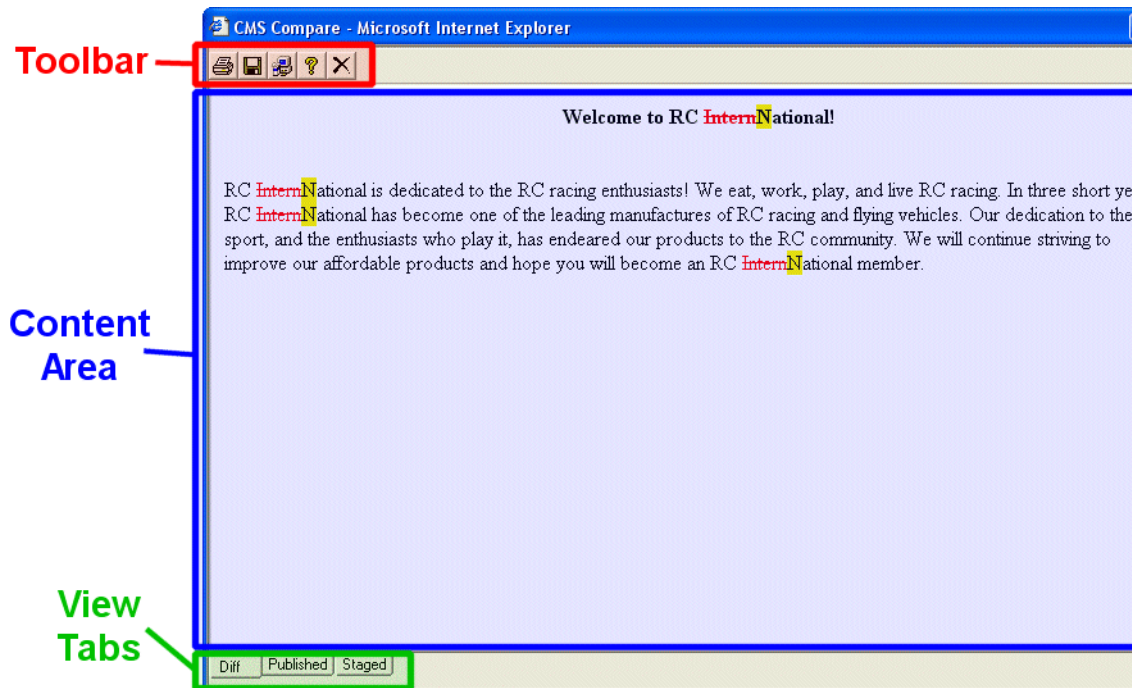 CMS Compare - Microsoft Internet Explorer
Toolbar
Welcome to RC InternNational!
RC InternNational is dedicated to the RC racing enthusiasts! We eat, work, play, and live RC racing. In three short ye
RC InternNational has become one of the leading manufactures of RC racing and flying vehicles. Our dedication to the
sport, and the enthusiasts who play it, has endeared our products to the RC community. We will continue striving to
improve our affordable products and hope you will become an RC InternNational member.
Content
Area
View
Tabs
Diff Published Staged